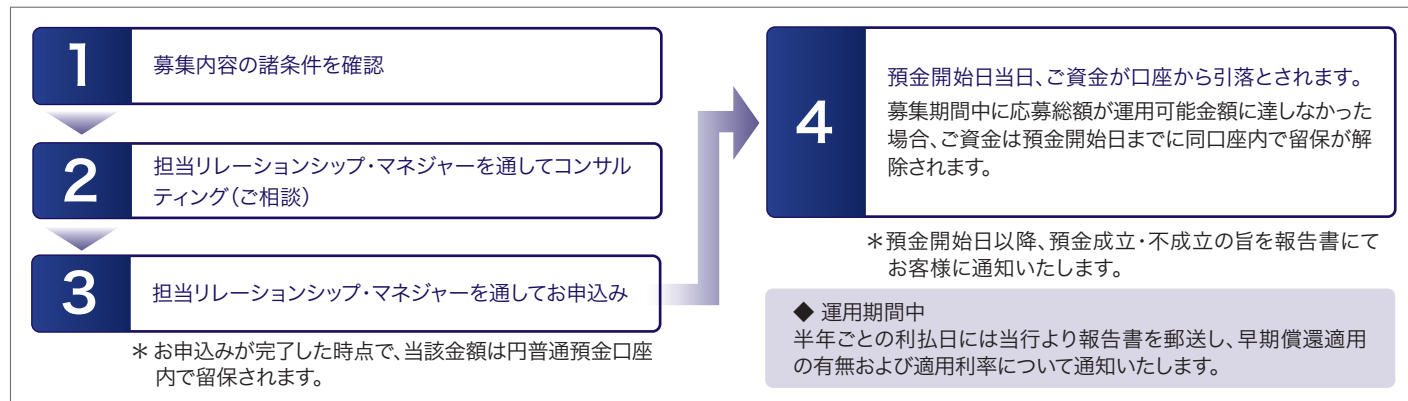 1
募集内容の諸条件を確認
2
担当リレーションシップ・マネジャーを通してコンサル
ティング（ご相談）
3
担当リレーションシップ・マネジャーを通してお申込み
＊お申込みが完了した時点で、当該金額は円普通預金口座
内で留保されます。
4
預金開始日当日、ご資金が口座から引落とされます。
募集期間中に応募総額が運用可能金額に達しなかった
場合、ご資金は預金開始日までに同口座内で留保が解
除されます。
＊預金開始日以降、預金成立・不成立の旨を報告書にて
お客様に通知いたします。
◆ 運用期間中
半年ごとの利払日には当行より報告書を郵送し、早期償還適用
の有無および適用利率について通知いたします。